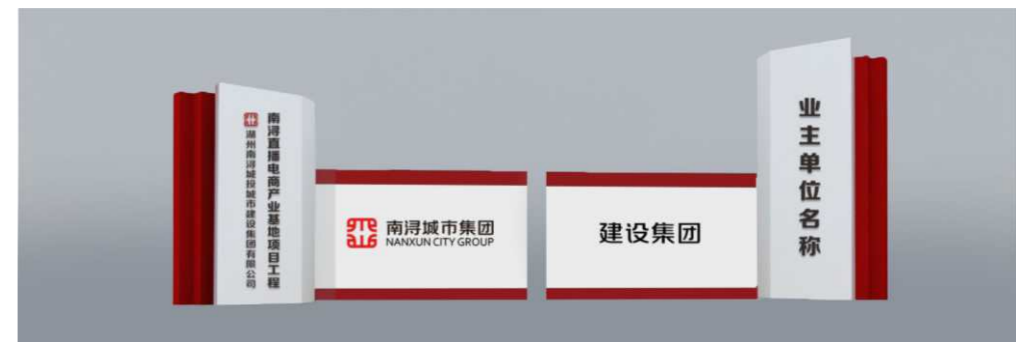 南浔直播电商产业基地项目工程
湖州南浔城投城市建设集团有限公司
南浔城市集团
NANXUN CITY GROUP
建设集团
业主单位名称